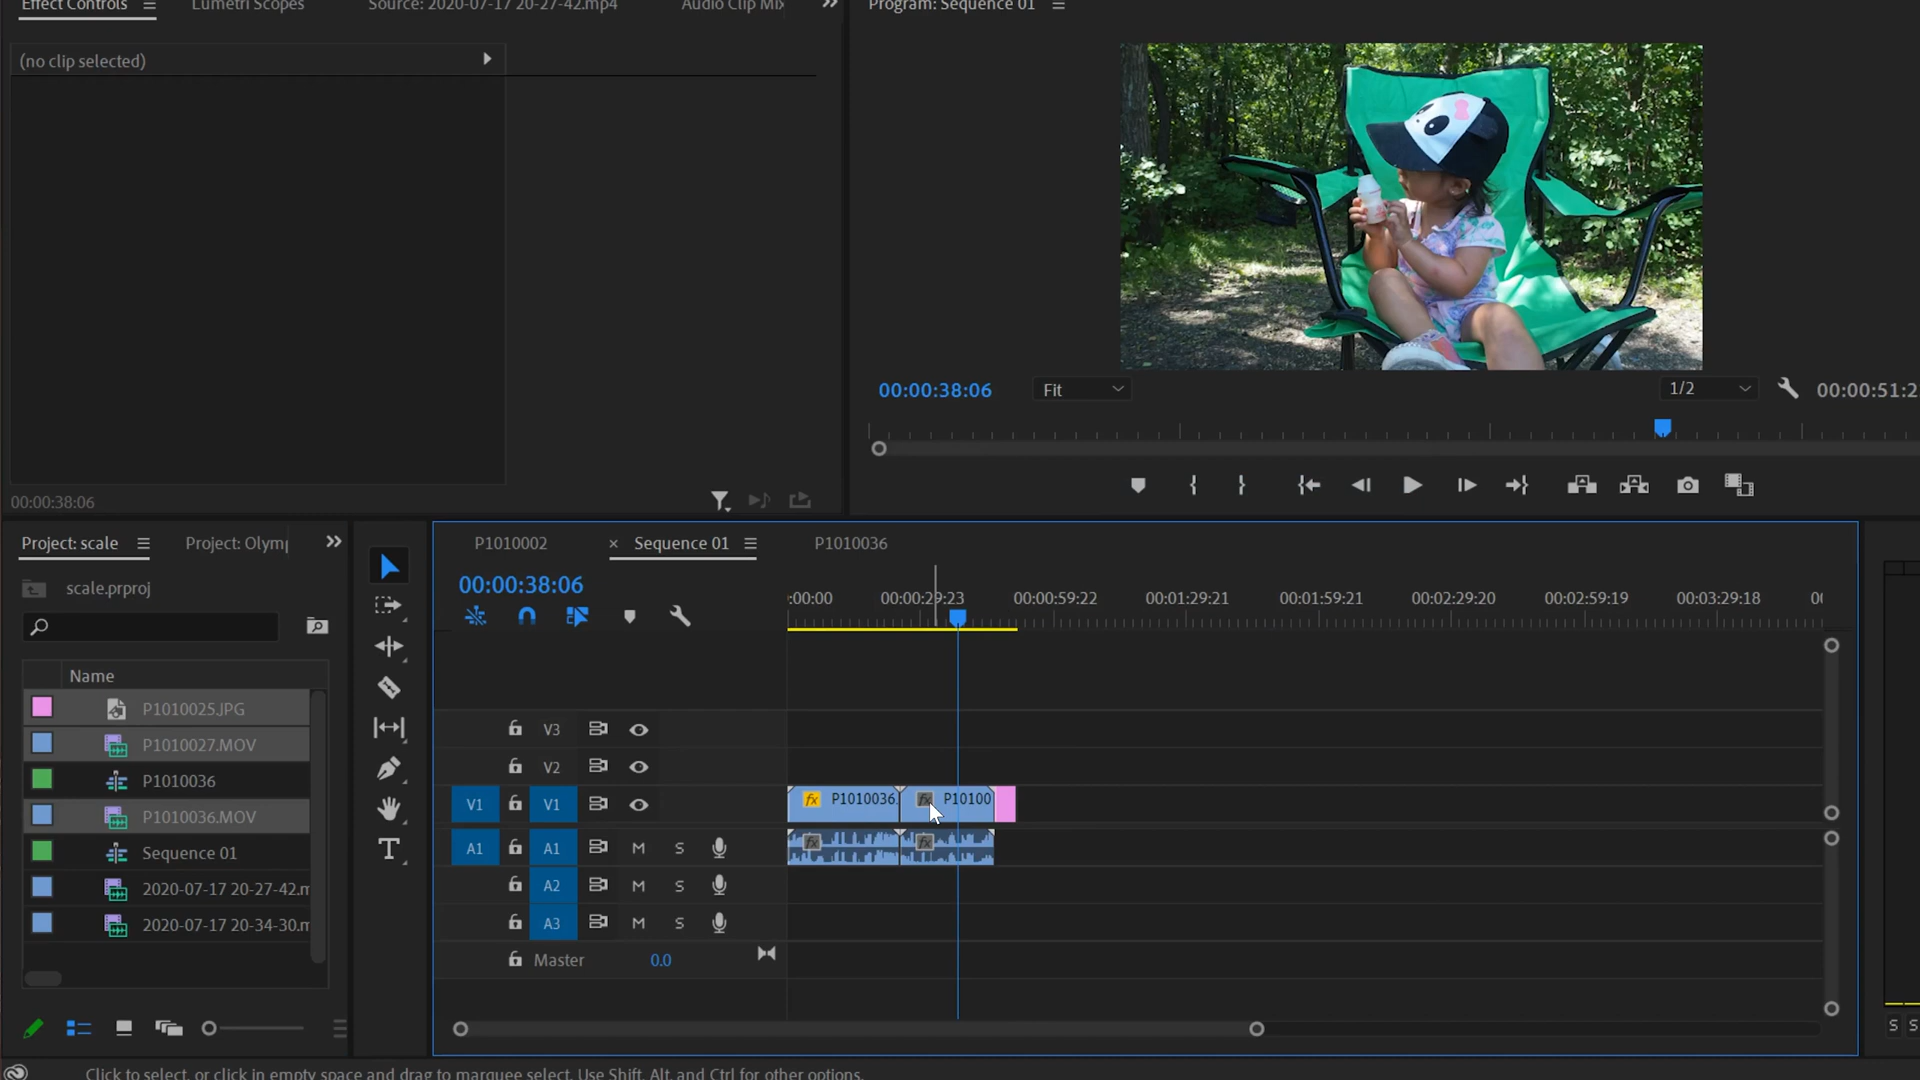 Effect Controls
Lumetri Scopes
Source: 2020-07-17 20-27-42.mp4
Audio Clip Mix
Program: Sequence 01
(no clip selected)
00:00:38:06
Fit
1/2
00:00:51:2
00:00:38:06
Project: scale
Project: Olymp
P1010002
Sequence 01
P1010036
scale.prproj
00:00:38:06
:00:00
00:00:29:23
00:00:59:22
00:01:29:21
00:01:59:21
00:02:29:20
00:02:59:19
00:03:29:18
Name
P1010025.JPG
P1010027.MOV
P1010036
P1010036.MOV
Sequence 01
2020-07-17 20-27-42.m
2020-07-17 20-34-30.m
T
V3
V2
V1 V1
fx P1010036.
fx P10100
A1 A1 M S
fx
fx
A2 M S
A3 M S
Master 0.0
S S
Click to select, or click in empty space and drag to marquee select. Use Shift, Alt, and Ctrl for other options.